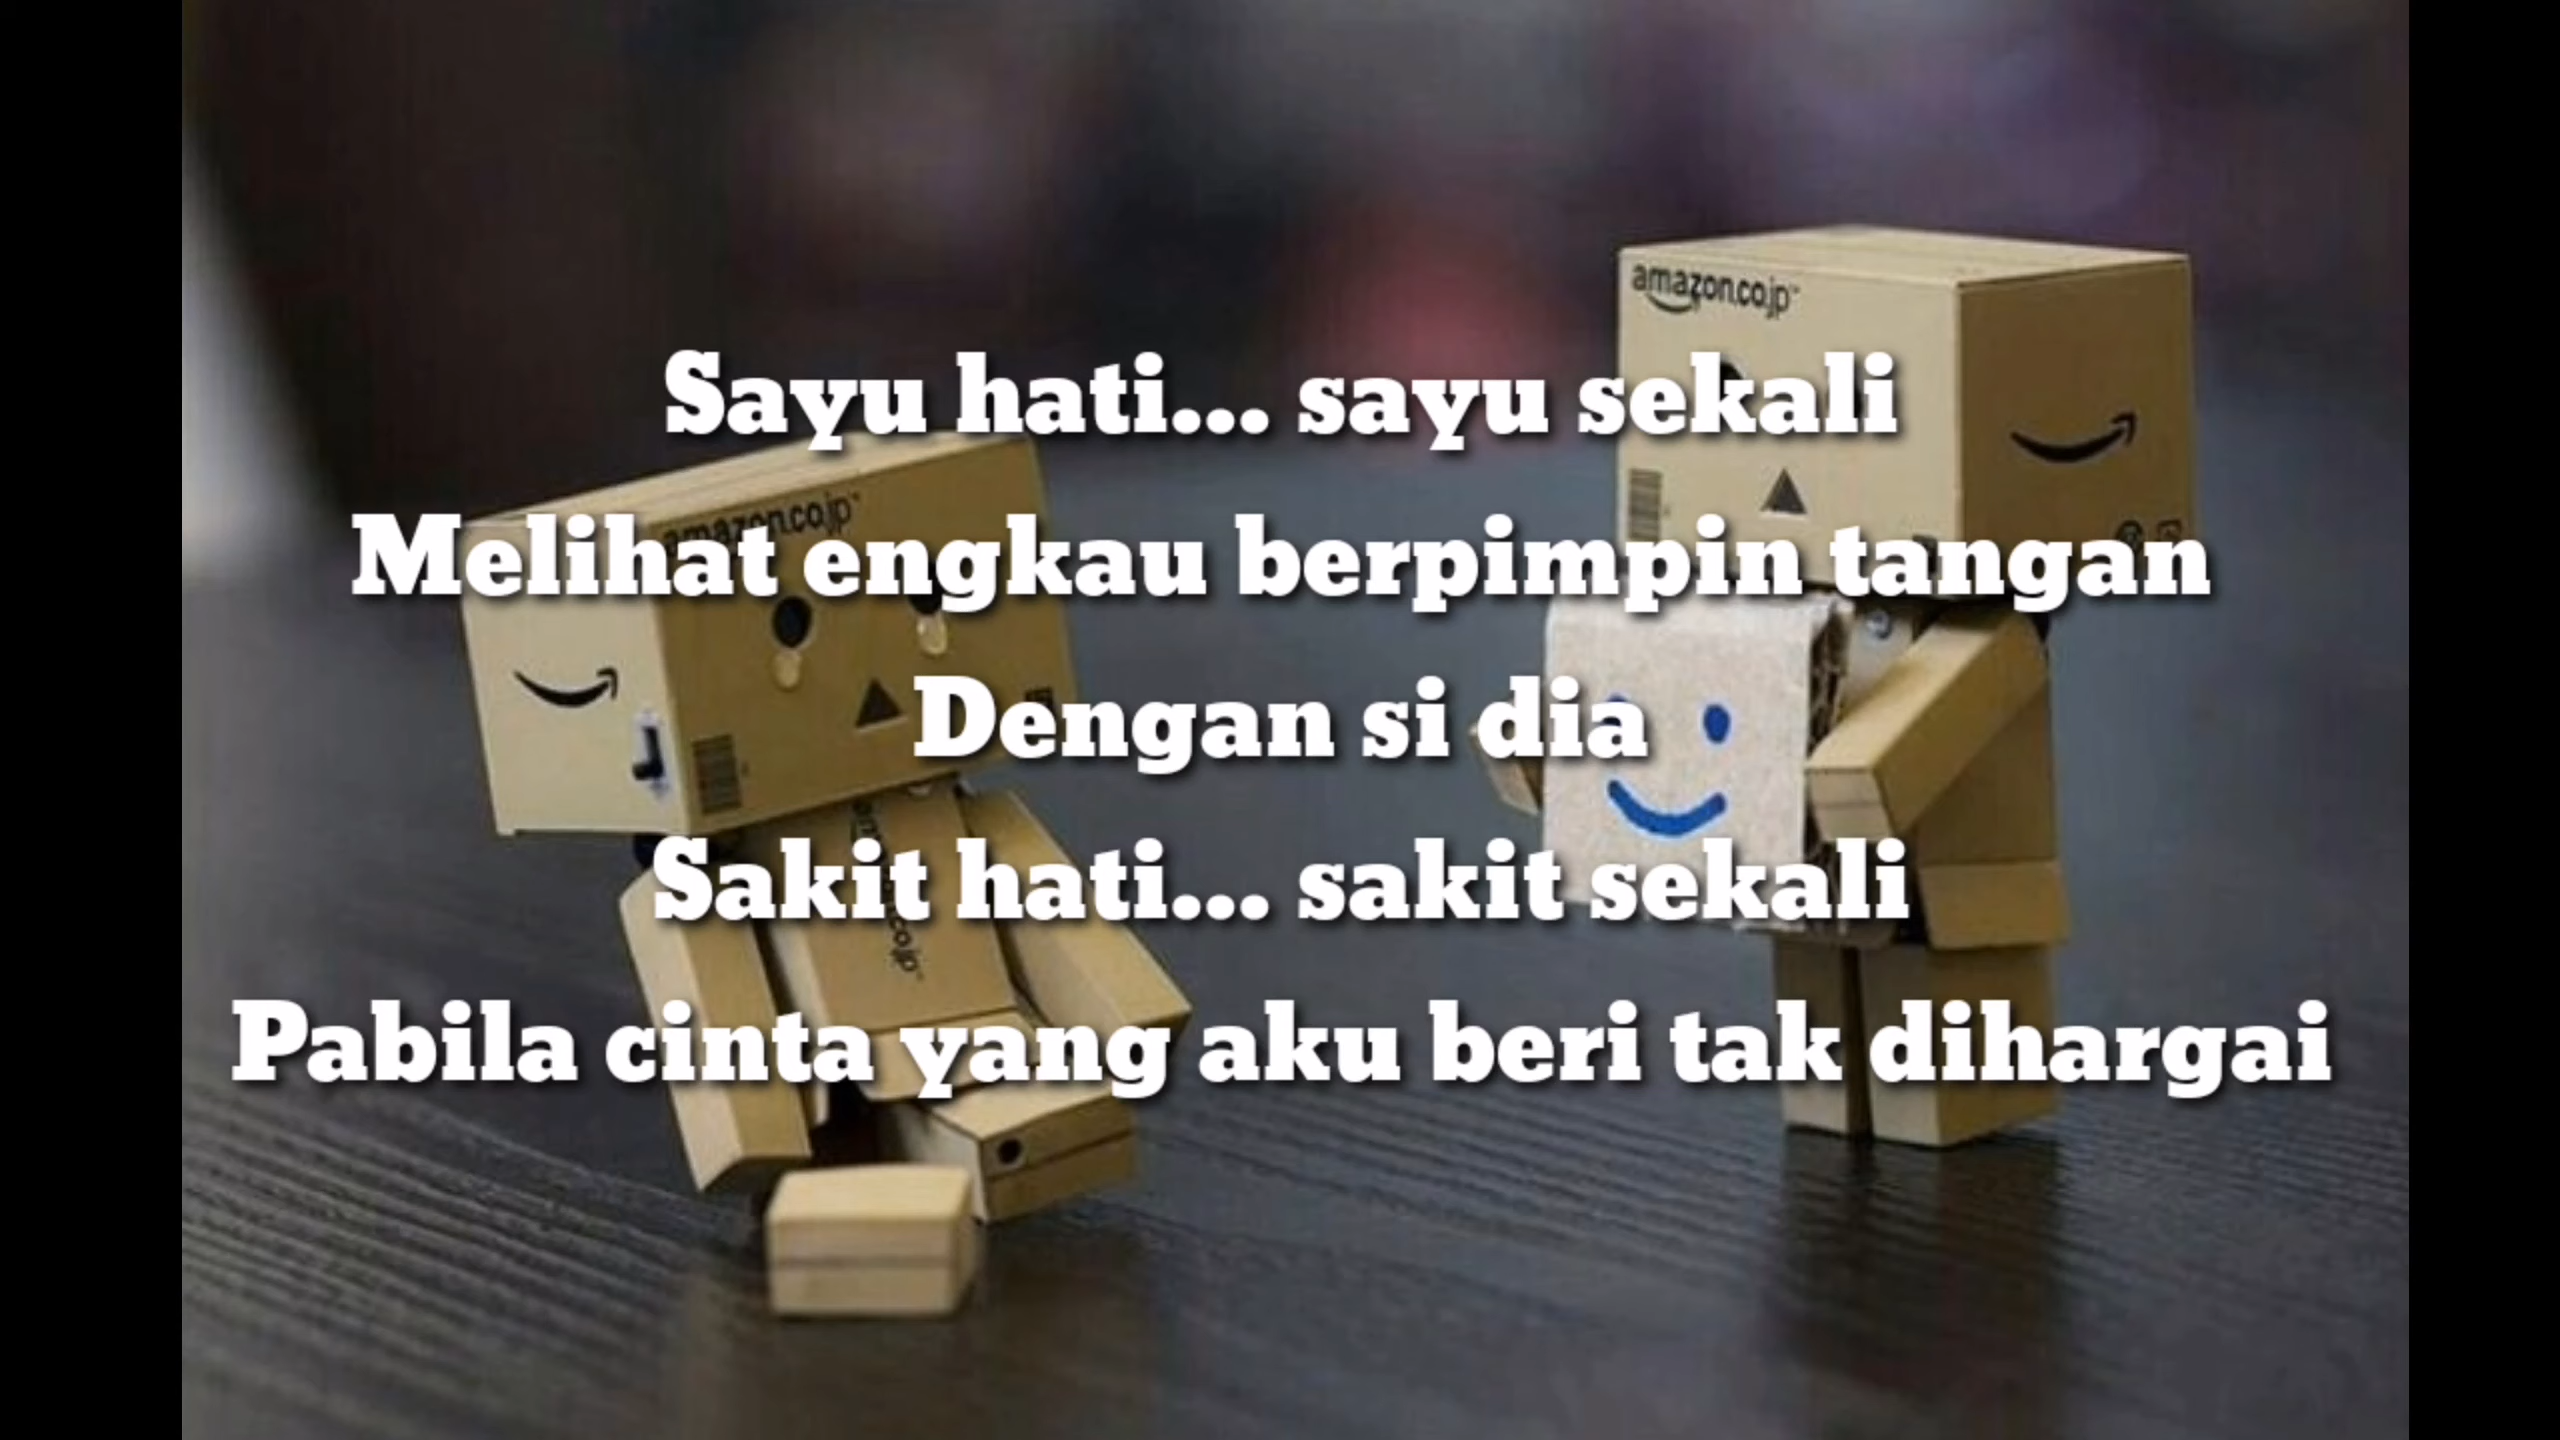 amazon.co.jp
Sayu hati... sayu sekali
amazon.co.jp
Melihat engkau berpimpin tangan
Dengan si dia
Sakit hati... sakit sekali
Pabila cinta yang aku beri tak dihargai